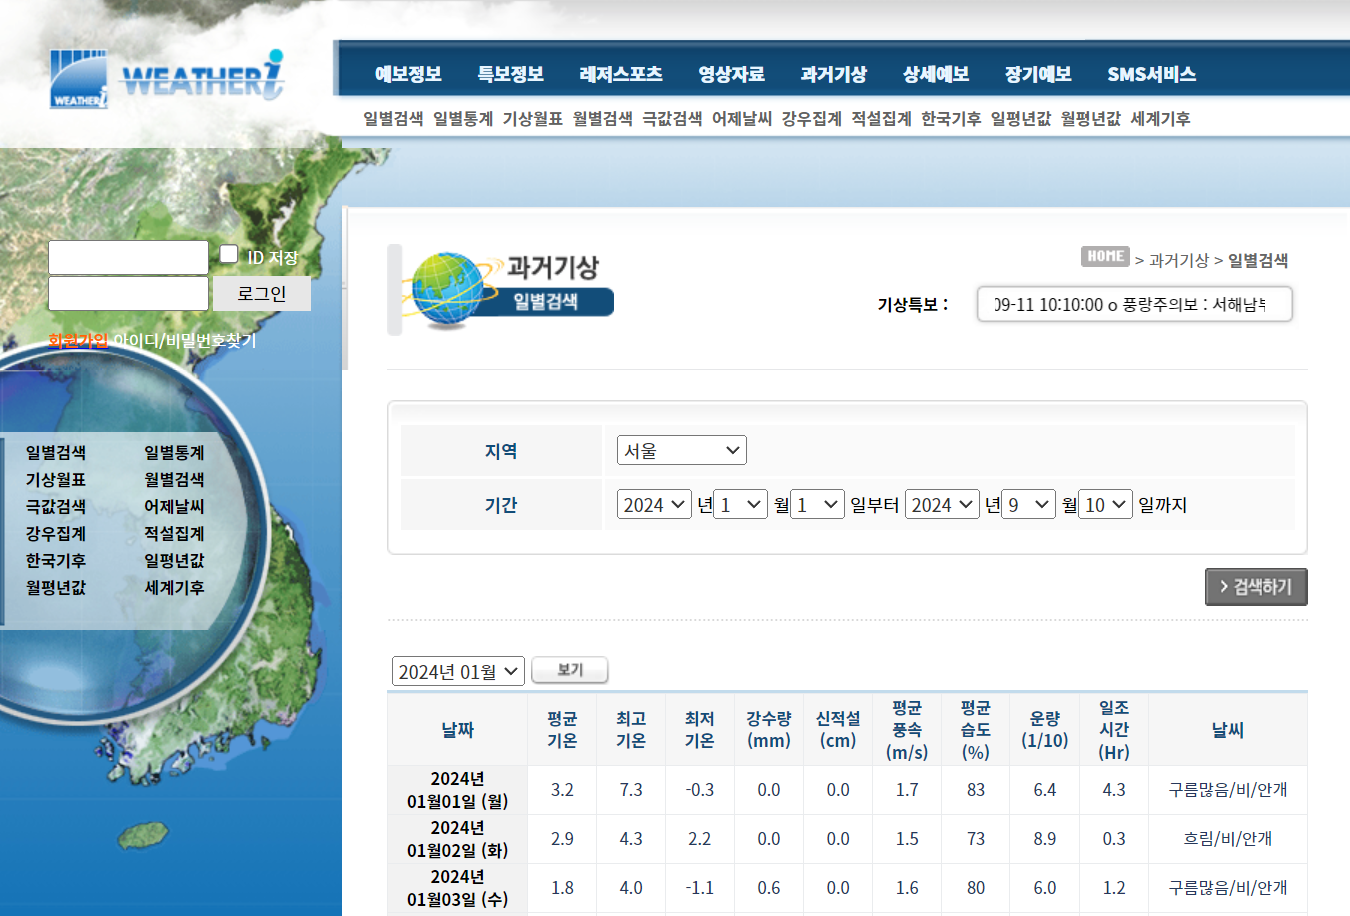 WEATHERi
WEATHERi
예보정보 특보정보 레저스포츠 영상자료 과거기상 상세예보 장기예보 SMS서비스
일별검색 일별통계 기상월표 월별검색 극값검색 어제날씨 강우집계 적설집계 한국기후 일평년값 월평년값 세계기후
ID 저장
로그인
회원가입 아이디/비밀번호찾기
일별검색 일별통계
기상월표 월별검색
극값검색 어제날씨
강우집계 적설집계
한국기후 일평년값
월평년값 세계기후
과거기상
일별검색
HOME > 과거기상 > 일별검색
기상특보 : 09-11 10:10:00 o 풍랑주의보 : 서해남부
지역 서울
기간 2024 년 1 월 1 일부터 2024 년 9 월 10 일까지
> 검색하기
2024년 01월 보기
날짜 평균 기온 최고 기온 최저 기온 강수량 (mm) 신적설 (cm) 평균 풍속 (m/s) 평균 습도 (%) 운량 (1/10) 일조 시간 (Hr) 날씨
2024년 01월01일 (월) 3.2 7.3 -0.3 0.0 0.0 1.7 83 6.4 4.3 구름많음/비/안개
2024년 01월02일 (화) 2.9 4.3 2.2 0.0 0.0 1.5 73 8.9 0.3 흐림/비/안개
2024년 01월03일 (수) 1.8 4.0 -1.1 0.6 0.0 1.6 80 6.0 1.2 구름많음/비/안개